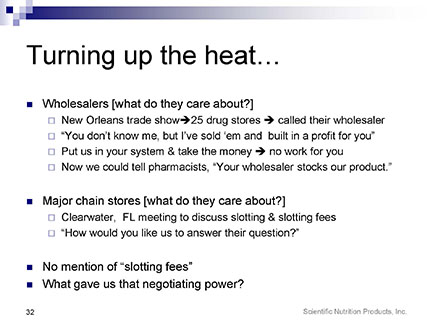 Turning up the heat…
Wholesalers [what do they care about?]
New Orleans trade show➔25 drug stores ➔ called their wholesaler
“You don’t know me, but I’ve sold ‘em and built in a profit for you”
Put us in your system & take the money ➔ no work for you
Now we could tell pharmacists, “Your wholesaler stocks our product.”
Major chain stores [what do they care about?]
Clearwater, FL meeting to discuss slotting & slotting fees
“How would you like us to answer their question?”
No mention of “slotting fees”
What gave us that negotiating power?
32
Scientific Nutrition Products, Inc.